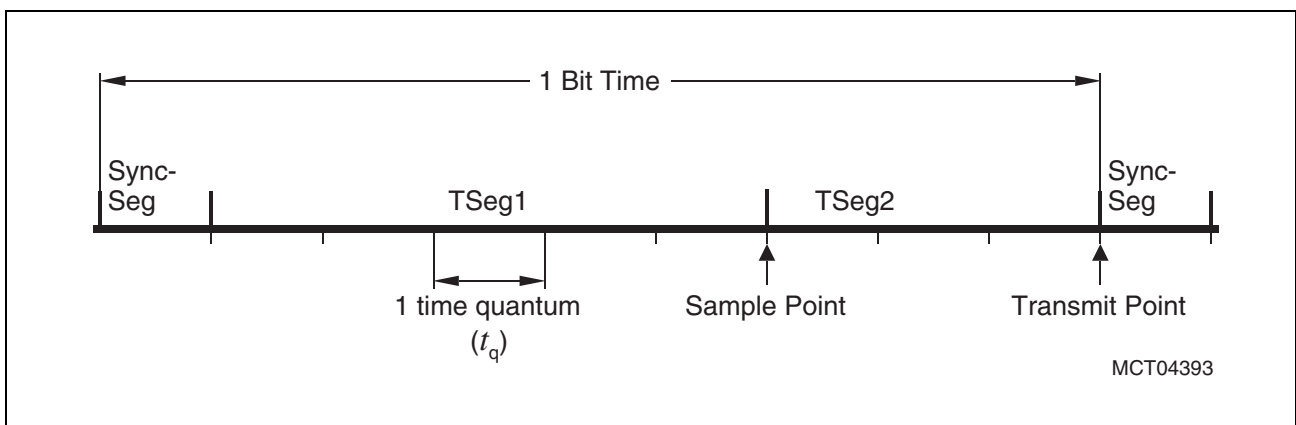 1 Bit Time
Sync-
Seg
TSeg1
TSeg2
Sync-
Seg
1 time quantum
(tq)
Sample Point
Transmit Point
MCT04393